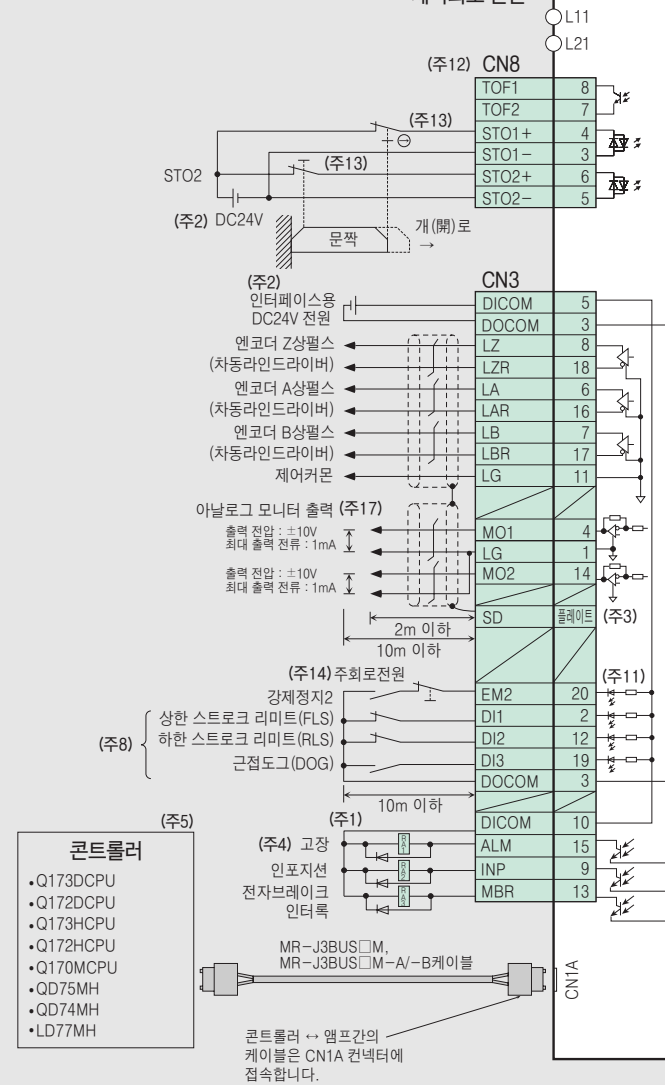 L11
L21
(주12) CN8
TOF1 8
TOF2 7
(주13)
STO1+ 4
STO1- 3
(주13)
STO2
STO2+ 6
STO2- 5
(주2) DC24V
문짝
개(開)로
→
CN3
(주2)
인터페이스용
DC24V 전원
DICOM 5
DOCOM 3
엔코더 Z상펄스 LZ 8
(차동라인드라이버) LZR 18
엔코더 A상펄스 LA 6
(차동라인드라이버) LAR 16
엔코더 B상펄스 LB 7
(차동라인드라이버) LBR 17
제어커몬 LG 11
아날로그 모니터 출력 (주17)
출력 전압 : ±10V
최대 출력 전류 : 1mA
MO1 4
LG 1
출력 전압 : ±10V
최대 출력 전류 : 1mA
MO2 14
SD 플레이트 (주3)
2m 이하
10m 이하
(주14) 주회로전원
(주11)
강제정지2 EM2 20
(주8)
상한 스트로크 리미트(FLS) DI1 2
하한 스트로크 리미트(RLS) DI2 12
근접도그(DOG) DI3 19
DOCOM 3
10m 이하
(주1)
DICOM 10
(주4) 고장 RA1 ALM 15
인포지션 RA2 INP 9
전자브레이크
인터록
RA3 MBR 13
(주5)
콘트롤러
•Q173DCPU
•Q172DCPU
•Q173HCPU
•Q172HCPU
•Q170MCPU
•QD75MH
•QD74MH
•LD77MH
MR-J3BUS□M,
MR-J3BUS□M-A/-B케이블
CN1A
콘트롤러 ↔ 앰프간의
케이블은 CN1A 컨넥터에
접속합니다.